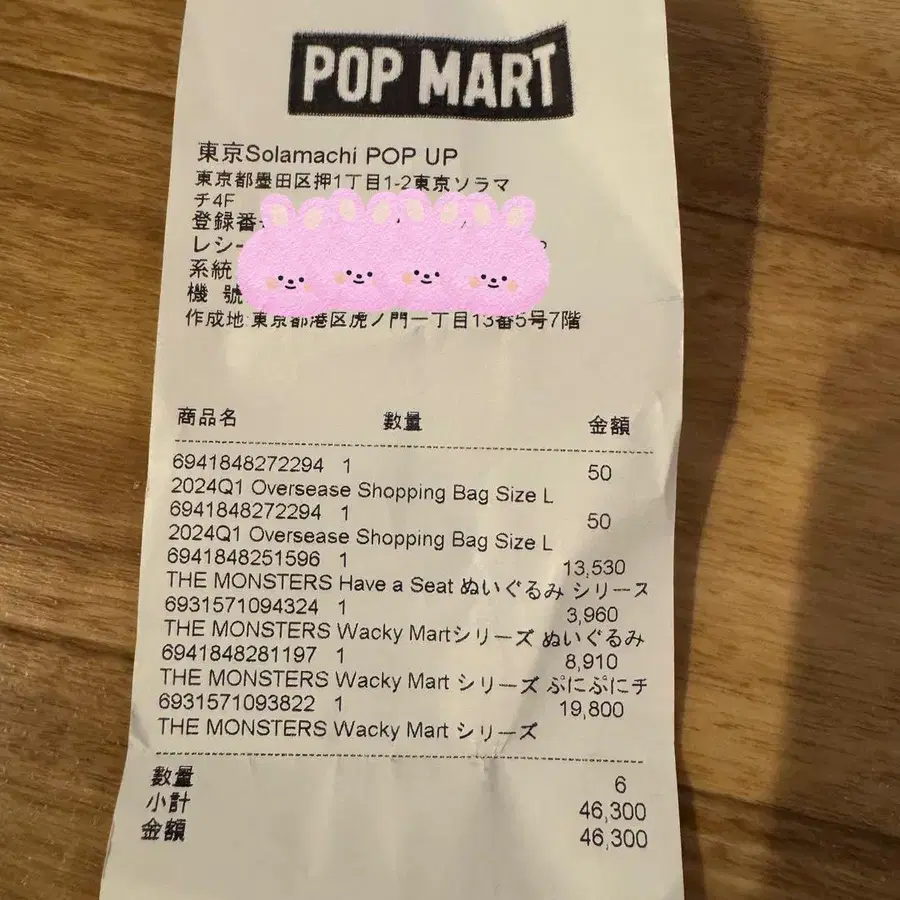 POP MART
東京Solamachi POP UP
東京都墨田区押1丁目1-2東京ソラマ
チ4F
登録番
レシ
系統
機 號
作成地:東京都港区虎ノ門一丁目13番5号7階
商品名 数量 金額
6941848272294 1 50
2024Q1 Oversease Shopping Bag Size L
6941848272294 1 50
2024Q1 Oversease Shopping Bag Size L
6941848251596 1 13,530
THE MONSTERS Have a Seat ぬいぐるみ シリーズ
6931571094324 1 3,960
THE MONSTERS Wacky Martシリーズ ぬいぐるみ
6941848281197 1 8,910
THE MONSTERS Wacky Mart シリーズ ぷにぷにチ
6931571093822 1 19,800
THE MONSTERS Wacky Mart シリーズ
數量 6
小計 46,300
金額 46,300